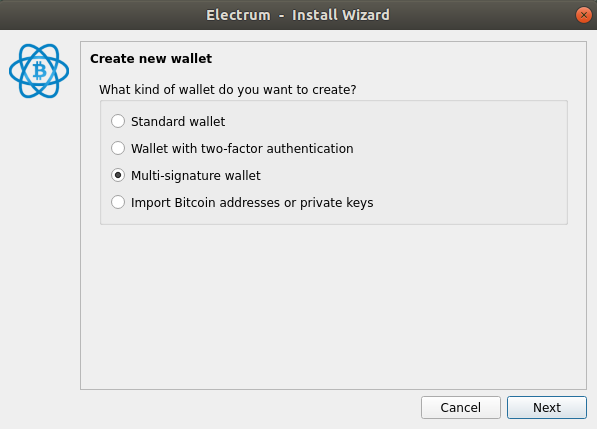 Electrum  -  Install Wizard
Create new wallet
What kind of wallet do you want to create?
Standard wallet
Wallet with two-factor authentication
Multi-signature wallet
Import Bitcoin addresses or private keys
Cancel
Next